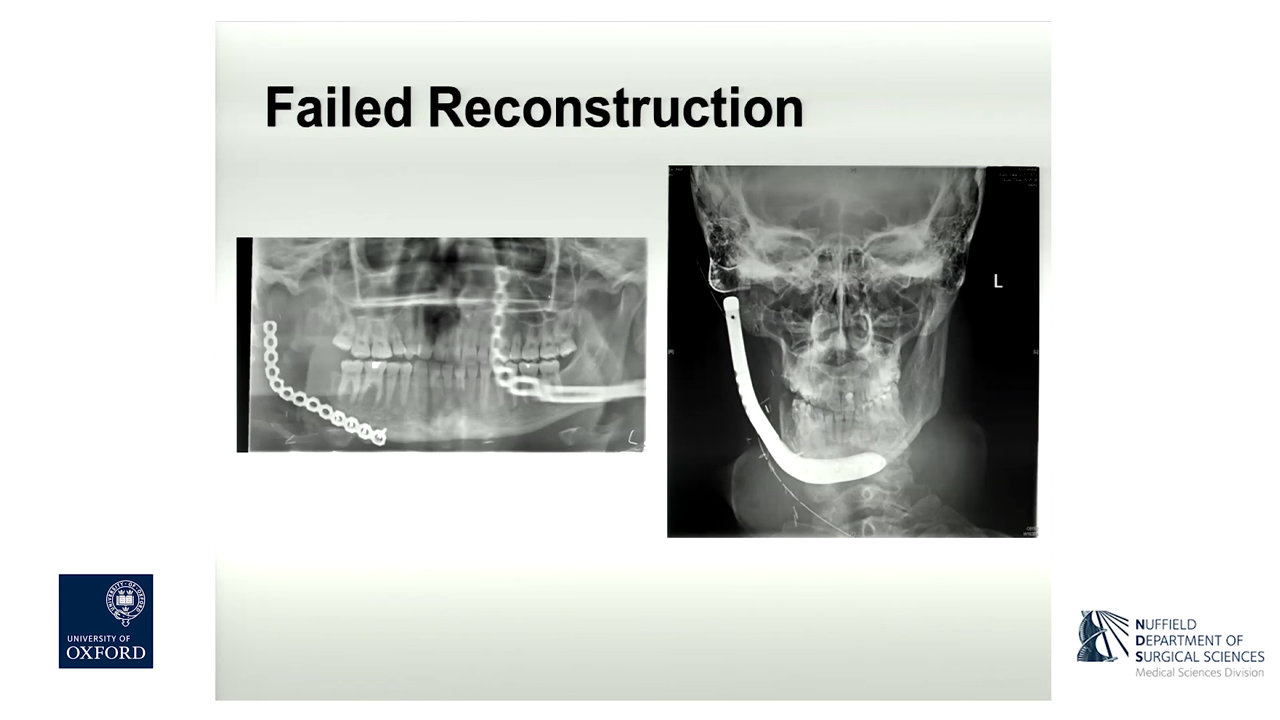 Failed Reconstruction
L
L
UNIVERSITY OF
OXFORD
NUFFIELD
DEPARTMENT OF
SURGICAL SCIENCES
Medical Sciences Division